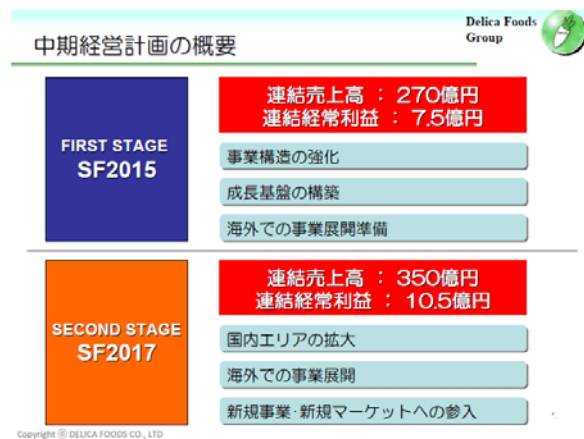 Delica Foods
Group
中期経営計画の概要
FIRST STAGE
SF2015
連結売上高 : 270億円
連結経常利益 : 7.5億円
事業構造の強化
成長基盤の構築
海外での事業展開準備
SECOND STAGE
SF2017
連結売上高 : 350億円
連結経常利益 : 10.5億円
国内エリアの拡大
海外での事業展開
新規事業・新規マーケットへの参入
Copyright Ⓒ DELICA FOODS CO., LTD